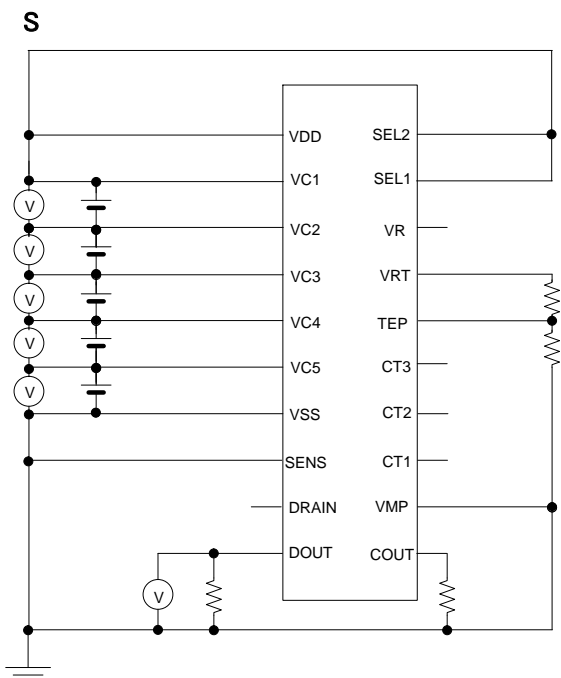 S
VDD SEL2
VC1 SEL1
V
VC2 VR
V
VC3 VRT
V
VC4 TEP
V
VC5 CT3
V
VSS CT2
SENS CT1
DRAIN VMP
DOUT COUT
V